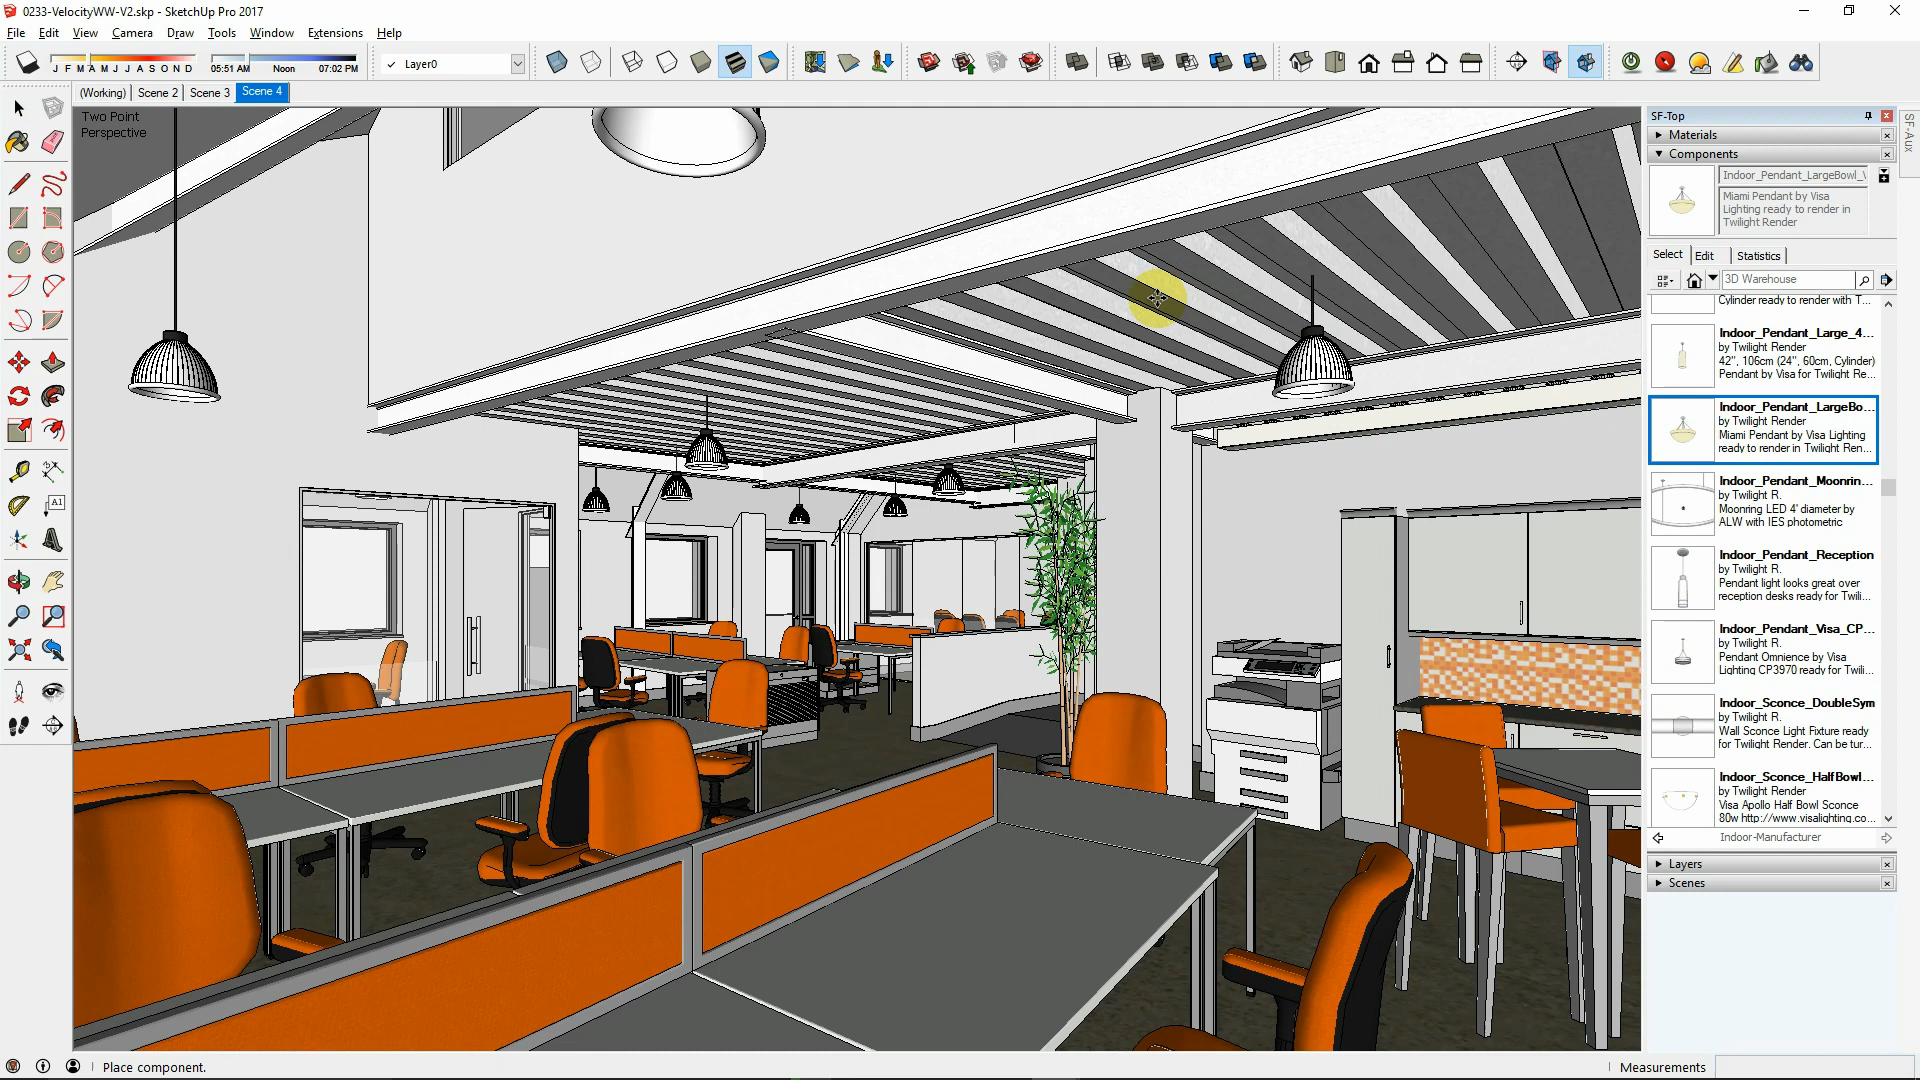 0233-VelocityWW-V2.skp - SketchUp Pro 2017
File Edit View Camera Draw Tools Window Extensions Help
J F M A M J J A S O N D
05:51 AM Noon 07:02 PM
✓ Layer0
(Working) Scene 2 Scene 3 Scene 4
Two Point
Perspective
A1
SF-Top
SF-Aux
Materials
Components
Indoor_Pendant_LargeBowl_V
Miami Pendant by Visa
Lighting ready to render in
Twilight Render
Select Edit Statistics
3D Warehouse
Cylinder ready to render with T...
Indoor_Pendant_Large_4...
by Twilight Render
42", 106cm (24", 60cm, Cylinder)
Pendant by Visa for Twilight Re...
Indoor_Pendant_LargeBo...
by Twilight Render
Miami Pendant by Visa Lighting
ready to render in Twilight Ren...
Indoor_Pendant_Moonrin...
by Twilight R.
Moonring LED 4' diameter by
ALW with IES photometric
Indoor_Pendant_Reception
by Twilight R.
Pendant light looks great over
reception desks ready for Twili...
Indoor_Pendant_Visa_CP...
by Twilight R.
Pendant Omnience by Visa
Lighting CP3970 ready for Twili...
Indoor_Sconce_DoubleSym
by Twilight R.
Wall Sconce Light Fixture ready
for Twilight Render. Can be tur...
Indoor_Sconce_HalfBowl...
by Twilight Render
Visa Apollo Half Bowl Sconce
80w http://www.visalighting.co...
Indoor-Manufacturer
Layers
Scenes
Place component.
Measurements